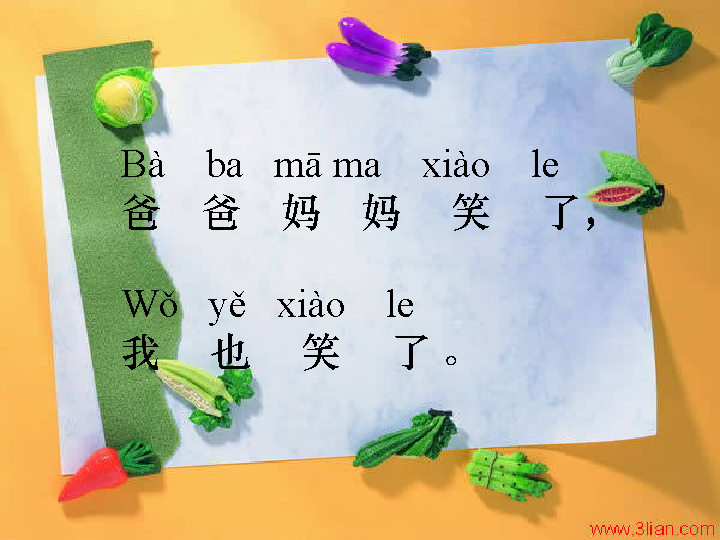 Bà ba mā ma xiào le
爸 爸 妈 妈 笑 了，
Wǒ yě xiào le
我 也 笑 了 。
www.3lian.com